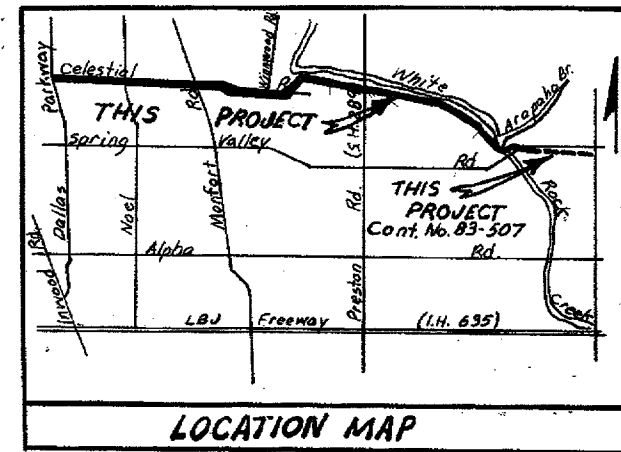 Winnwood Rd.
Parkway
Celestial
Rd
White
Arapaho Br.
THIS
PROJECT
(S.H. 289)
Spring Valley Rd.
THIS
PROJECT
Cont. No. 83-507
Rock
Inwood Rd.
Dallas
Noel
Montfort
Rd.
Alpha
Rd.
Preston
LBJ Freeway (I.H. 635)
Creek
LOCATION MAP